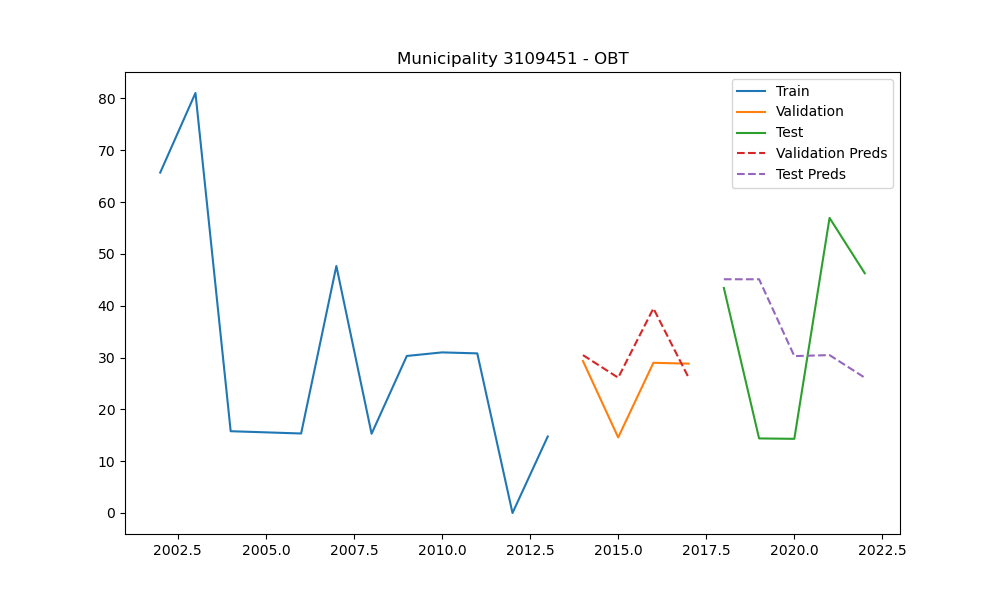 Municipality 3109451 - OBT
Train
Validation
Test
Validation Preds
Test Preds
80
70
60
50
40
30
20
10
0
2002.5 2005.0 2007.5 2010.0 2012.5 2015.0 2017.5 2020.0 2022.5